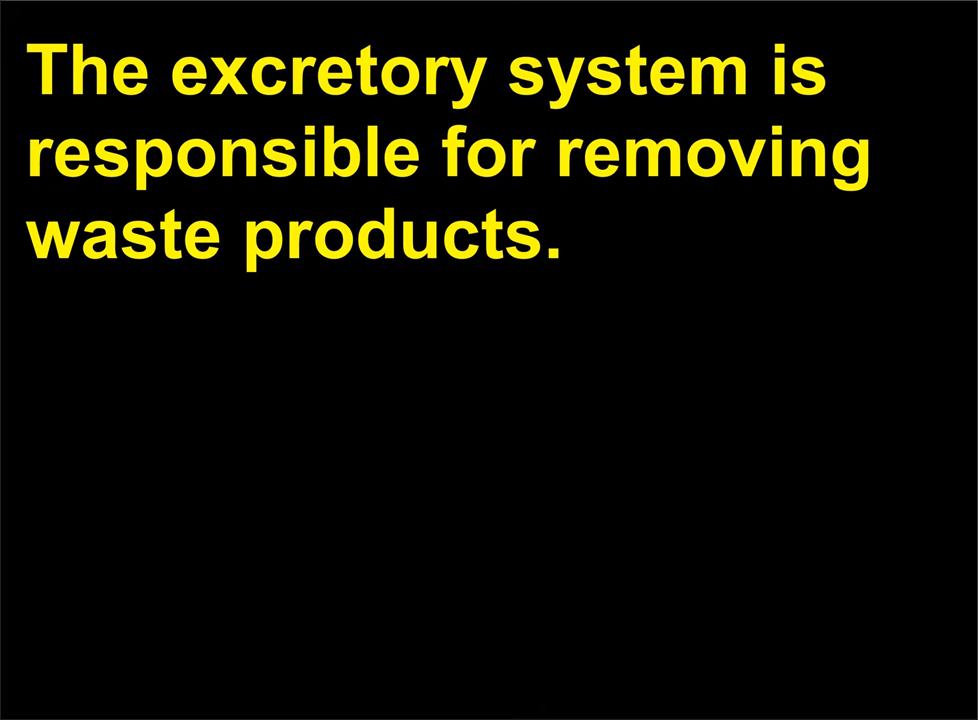 The excretory system is
responsible for removing
waste products.